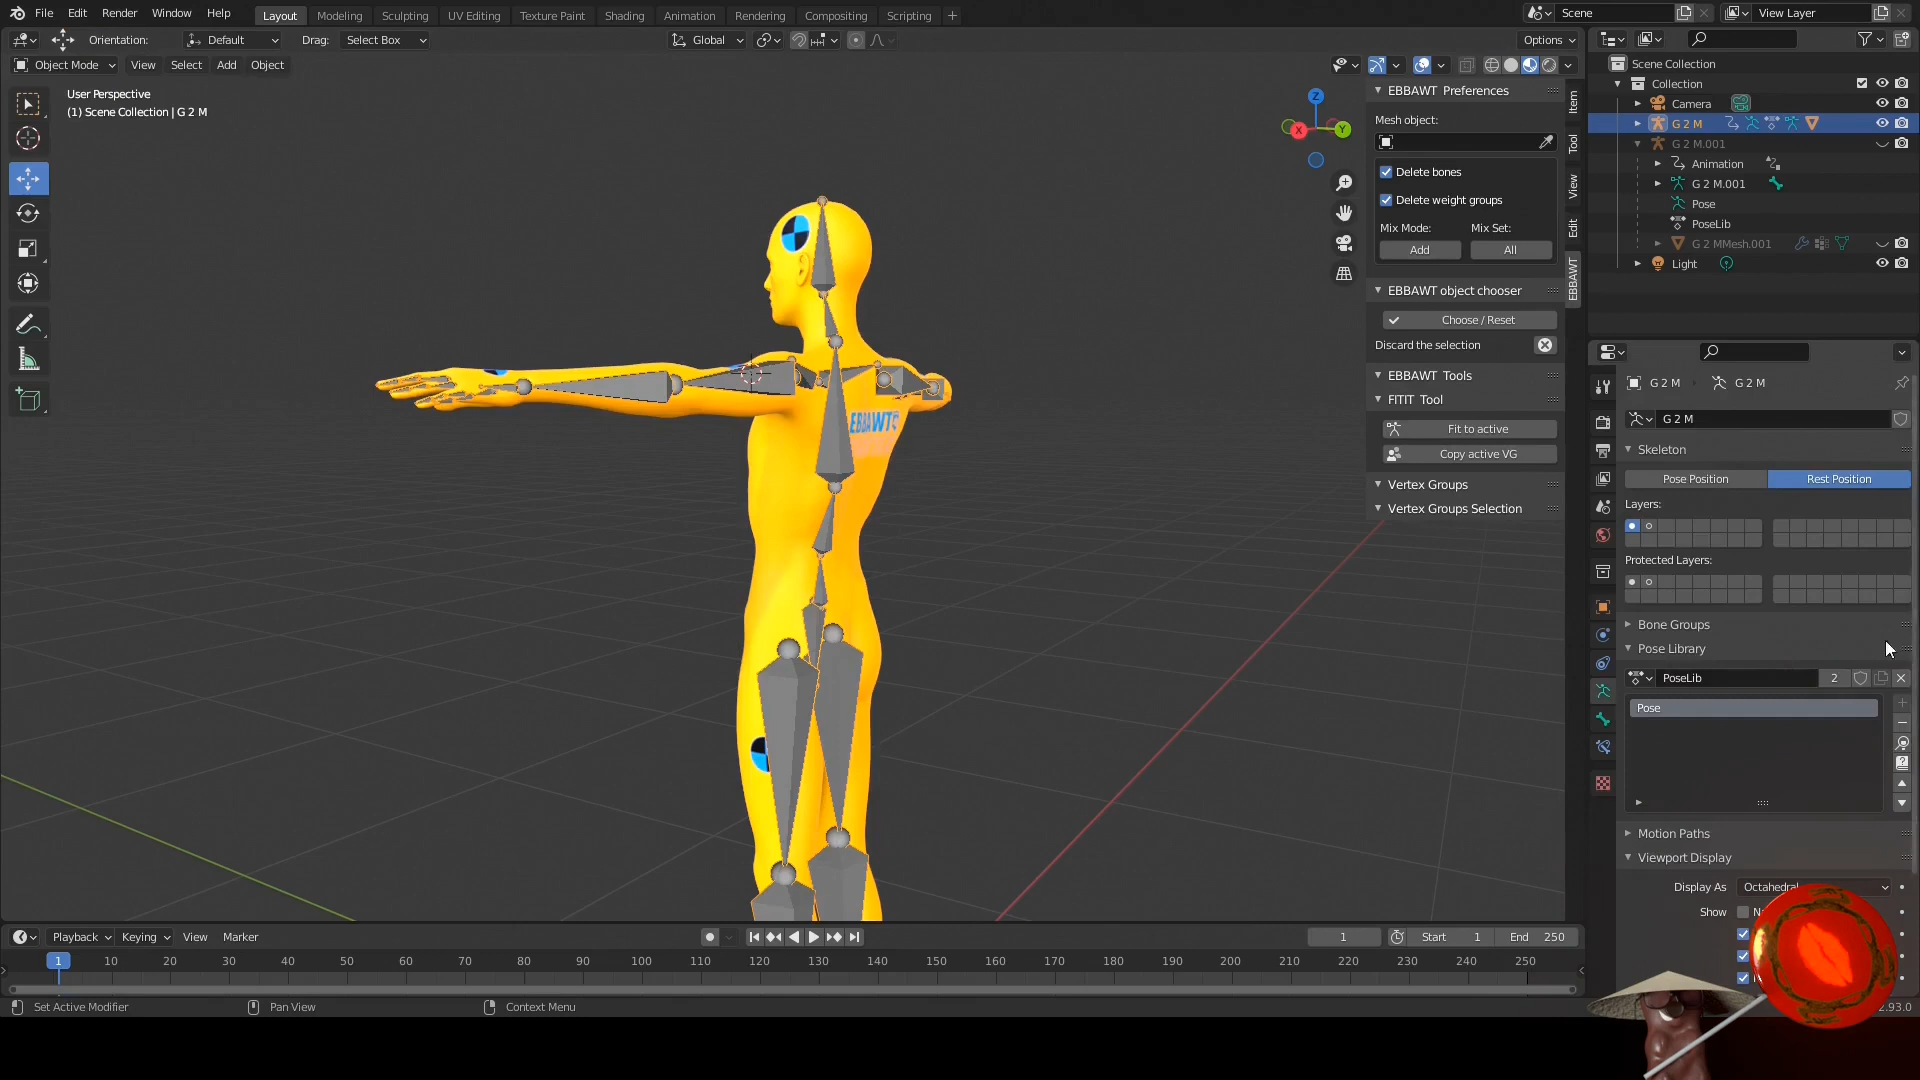 File Edit Render Window Help Layout Modeling Sculpting UV Editing Texture Paint Shading Animation Rendering Compositing Scripting + Scene View Layer
Orientation: Default Drag: Select Box Global Options
Object Mode View Select Add Object
User Perspective
(1) Scene Collection | G 2 M
Z
X
Y
EBBAWT
EBBAWT Preferences
Mesh object:
Delete bones
Delete weight groups
Mix Mode: Mix Set:
Add All
EBBAWT object chooser
Choose / Reset
Discard the selection
EBBAWT Tools
FITIT Tool
Fit to active
Copy active VG
Vertex Groups
Vertex Groups Selection
Item
Tool
View
Edit
EBBAWT
Scene Collection
Collection
Camera
G 2 M
G 2 M.001
Animation
G 2 M.001
Pose
PoseLib
G 2 MMesh.001
Light
G 2 M G 2 M
G 2 M
Skeleton
Pose Position Rest Position
Layers:
Protected Layers:
Bone Groups
Pose Library
PoseLib 2
Pose
Motion Paths
Viewport Display
Display As Octahedral
Show
Playback Keying View Marker 1 Start 1 End 250
1 10 20 30 40 50 60 70 80 90 100 110 120 130 140 150 160 170 180 190 200 210 220 230 240 250
Set Active Modifier Pan View Context Menu 2.93.0